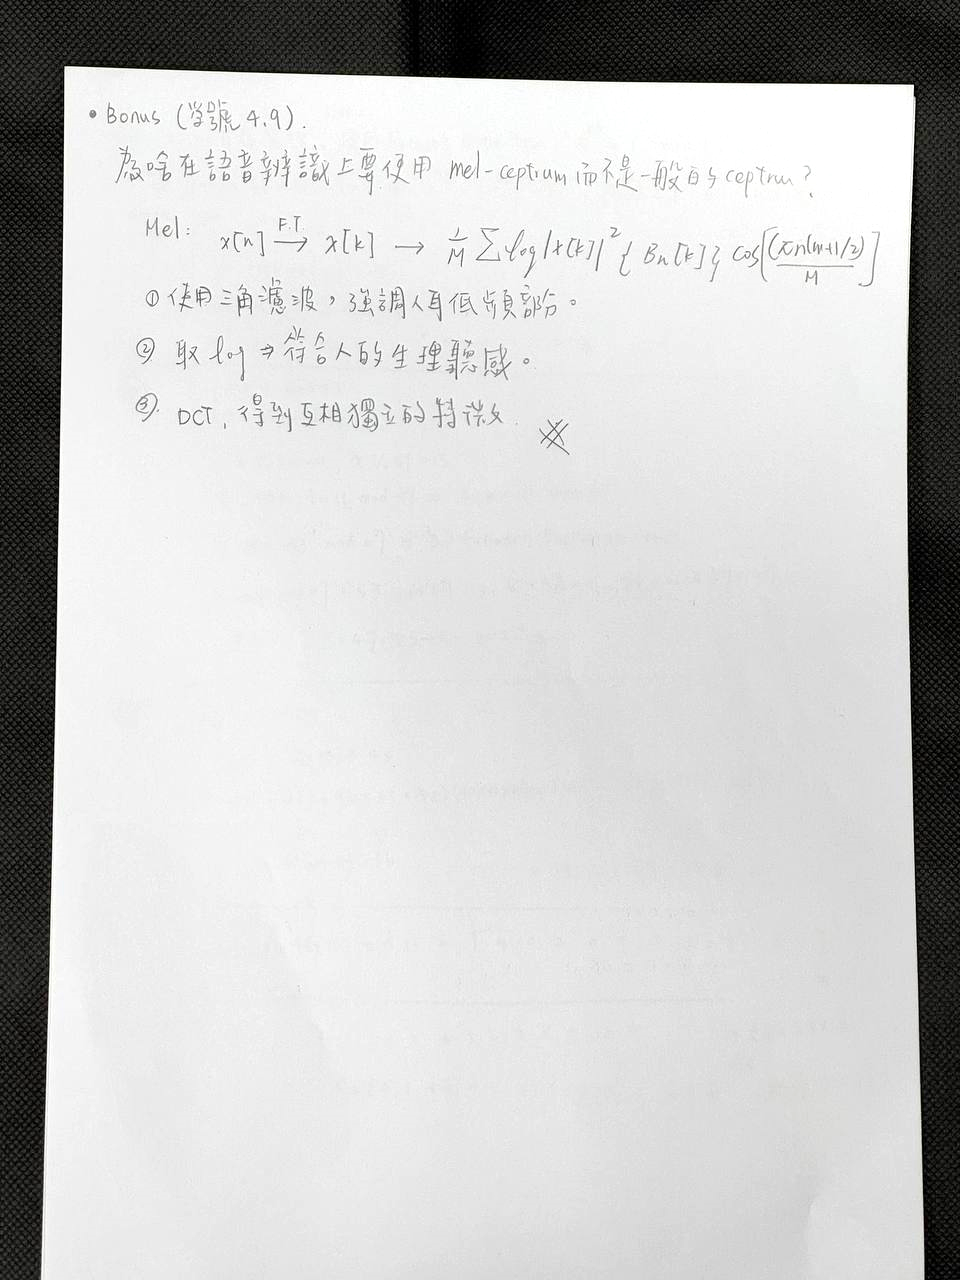 • Bonus (學號 4.9).
為啥在語音辨識上要使用 mel-ceptrum 而不是一般的 ceptrum?
Mel: x[n] F.T.→ X[k] → 1/M Σ log|X[k]|² { Bn[k] } cos[(πn(m+1/2))/M]
① 使用三角濾波，強調人耳低頻部份。
② 取 log ⇒ 符合人的生理聽感。
③ DCT, 得到互相獨立的特徵.